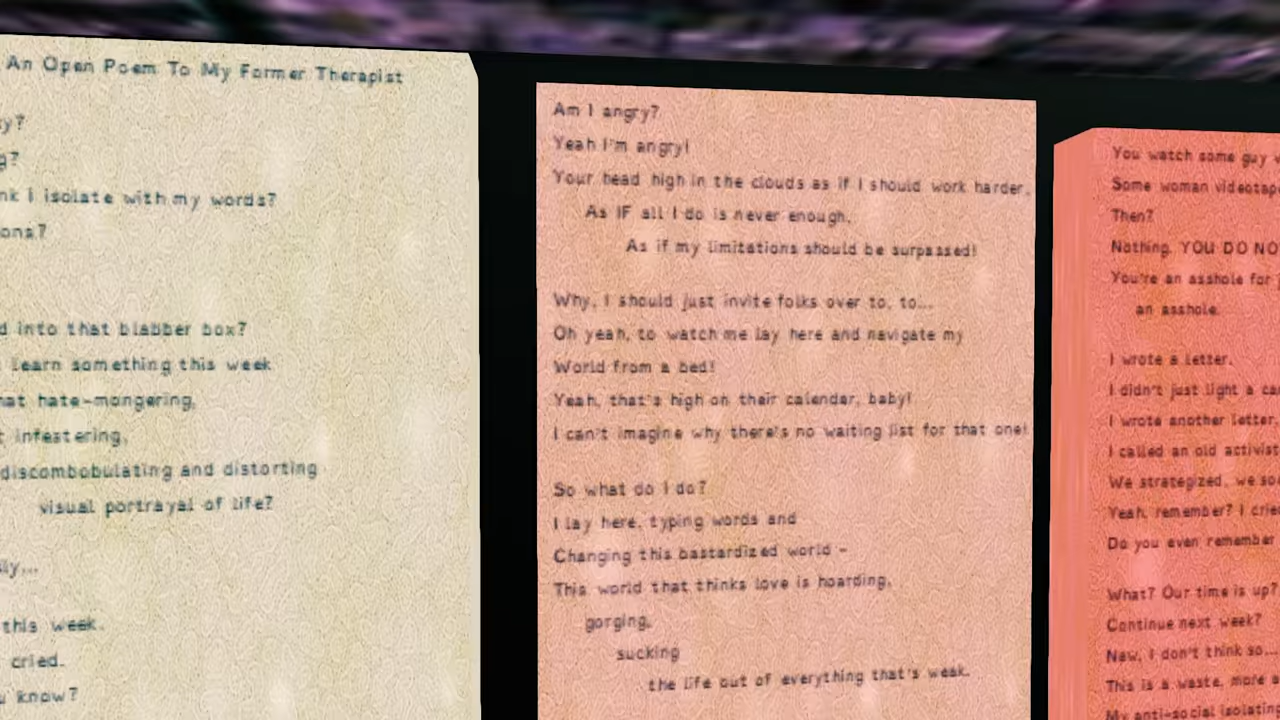 An Open Poem To My Former Therapist
y?
g?
nk I isolate with my words?
ons?
d into that blabber box?
learn something this week
hat hate-mongering,
t infestering,
discombobulating and distorting
visual portrayal of life?
lly...
this week.
cried.
u know?
Am I angry?
Yeah I'm angry!
Your head high in the clouds as if I should work harder.
As IF all I do is never enough,
As if my limitations should be surpassed!
Why, I should just invite folks over to, to...
Oh yeah, to watch me lay here and navigate my
World from a bed!
Yeah, that's high on their calendar, baby!
I can't imagine why there's no waiting list for that one!
So what do I do?
I lay here, typing words and
Changing this bastardized world -
This world that thinks love is hoarding,
gorging,
sucking
the life out of everything that's weak.
You watch some guy
Some woman videotap
Then?
Nothing. YOU DO NO
You're an asshole for
an asshole.
I wrote a letter.
I didn't just light a ca
I wrote another letter,
I called an old activist
We strategized, we so
Yeah, remember? I crie
Do you even remember
What? Our time is up?
Continue next week?
Naw, I don't think so...
This is a waste, more a
My anti-social isolating